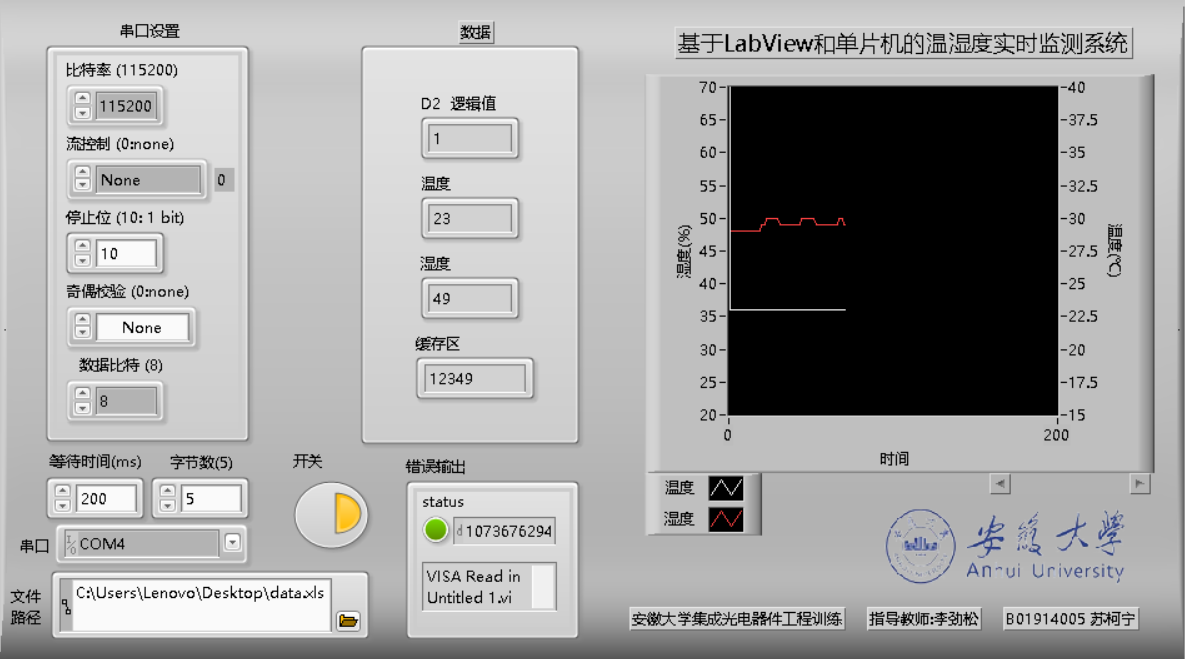 串口设置
比特率 (115200)
115200
流控制 (0:none)
None
0
停止位 (10: 1 bit)
10
奇偶校验 (0:none)
None
数据比特 (8)
8
等待时间(ms)
200
字节数(5)
5
串口
COM4
文件
路径
C:\Users\Lenovo\Desktop\data.xls
开关
数据
D2 逻辑值
1
温度
23
湿度
49
缓存区
12349
错误输出
status
d 1073676294
VISA Read in
Untitled 1.vi
基于LabView和单片机的温湿度实时监测系统
湿度(%)
70
65
60
55
50
45
40
35
30
25
20
温度(℃)
40
37.5
35
32.5
30
27.5
25
22.5
20
17.5
15
0
200
时间
温度
湿度
安徽大学
Anhui University
安徽大学集成光电器件工程训练
指导教师:李劲松
B01914005 苏柯宁